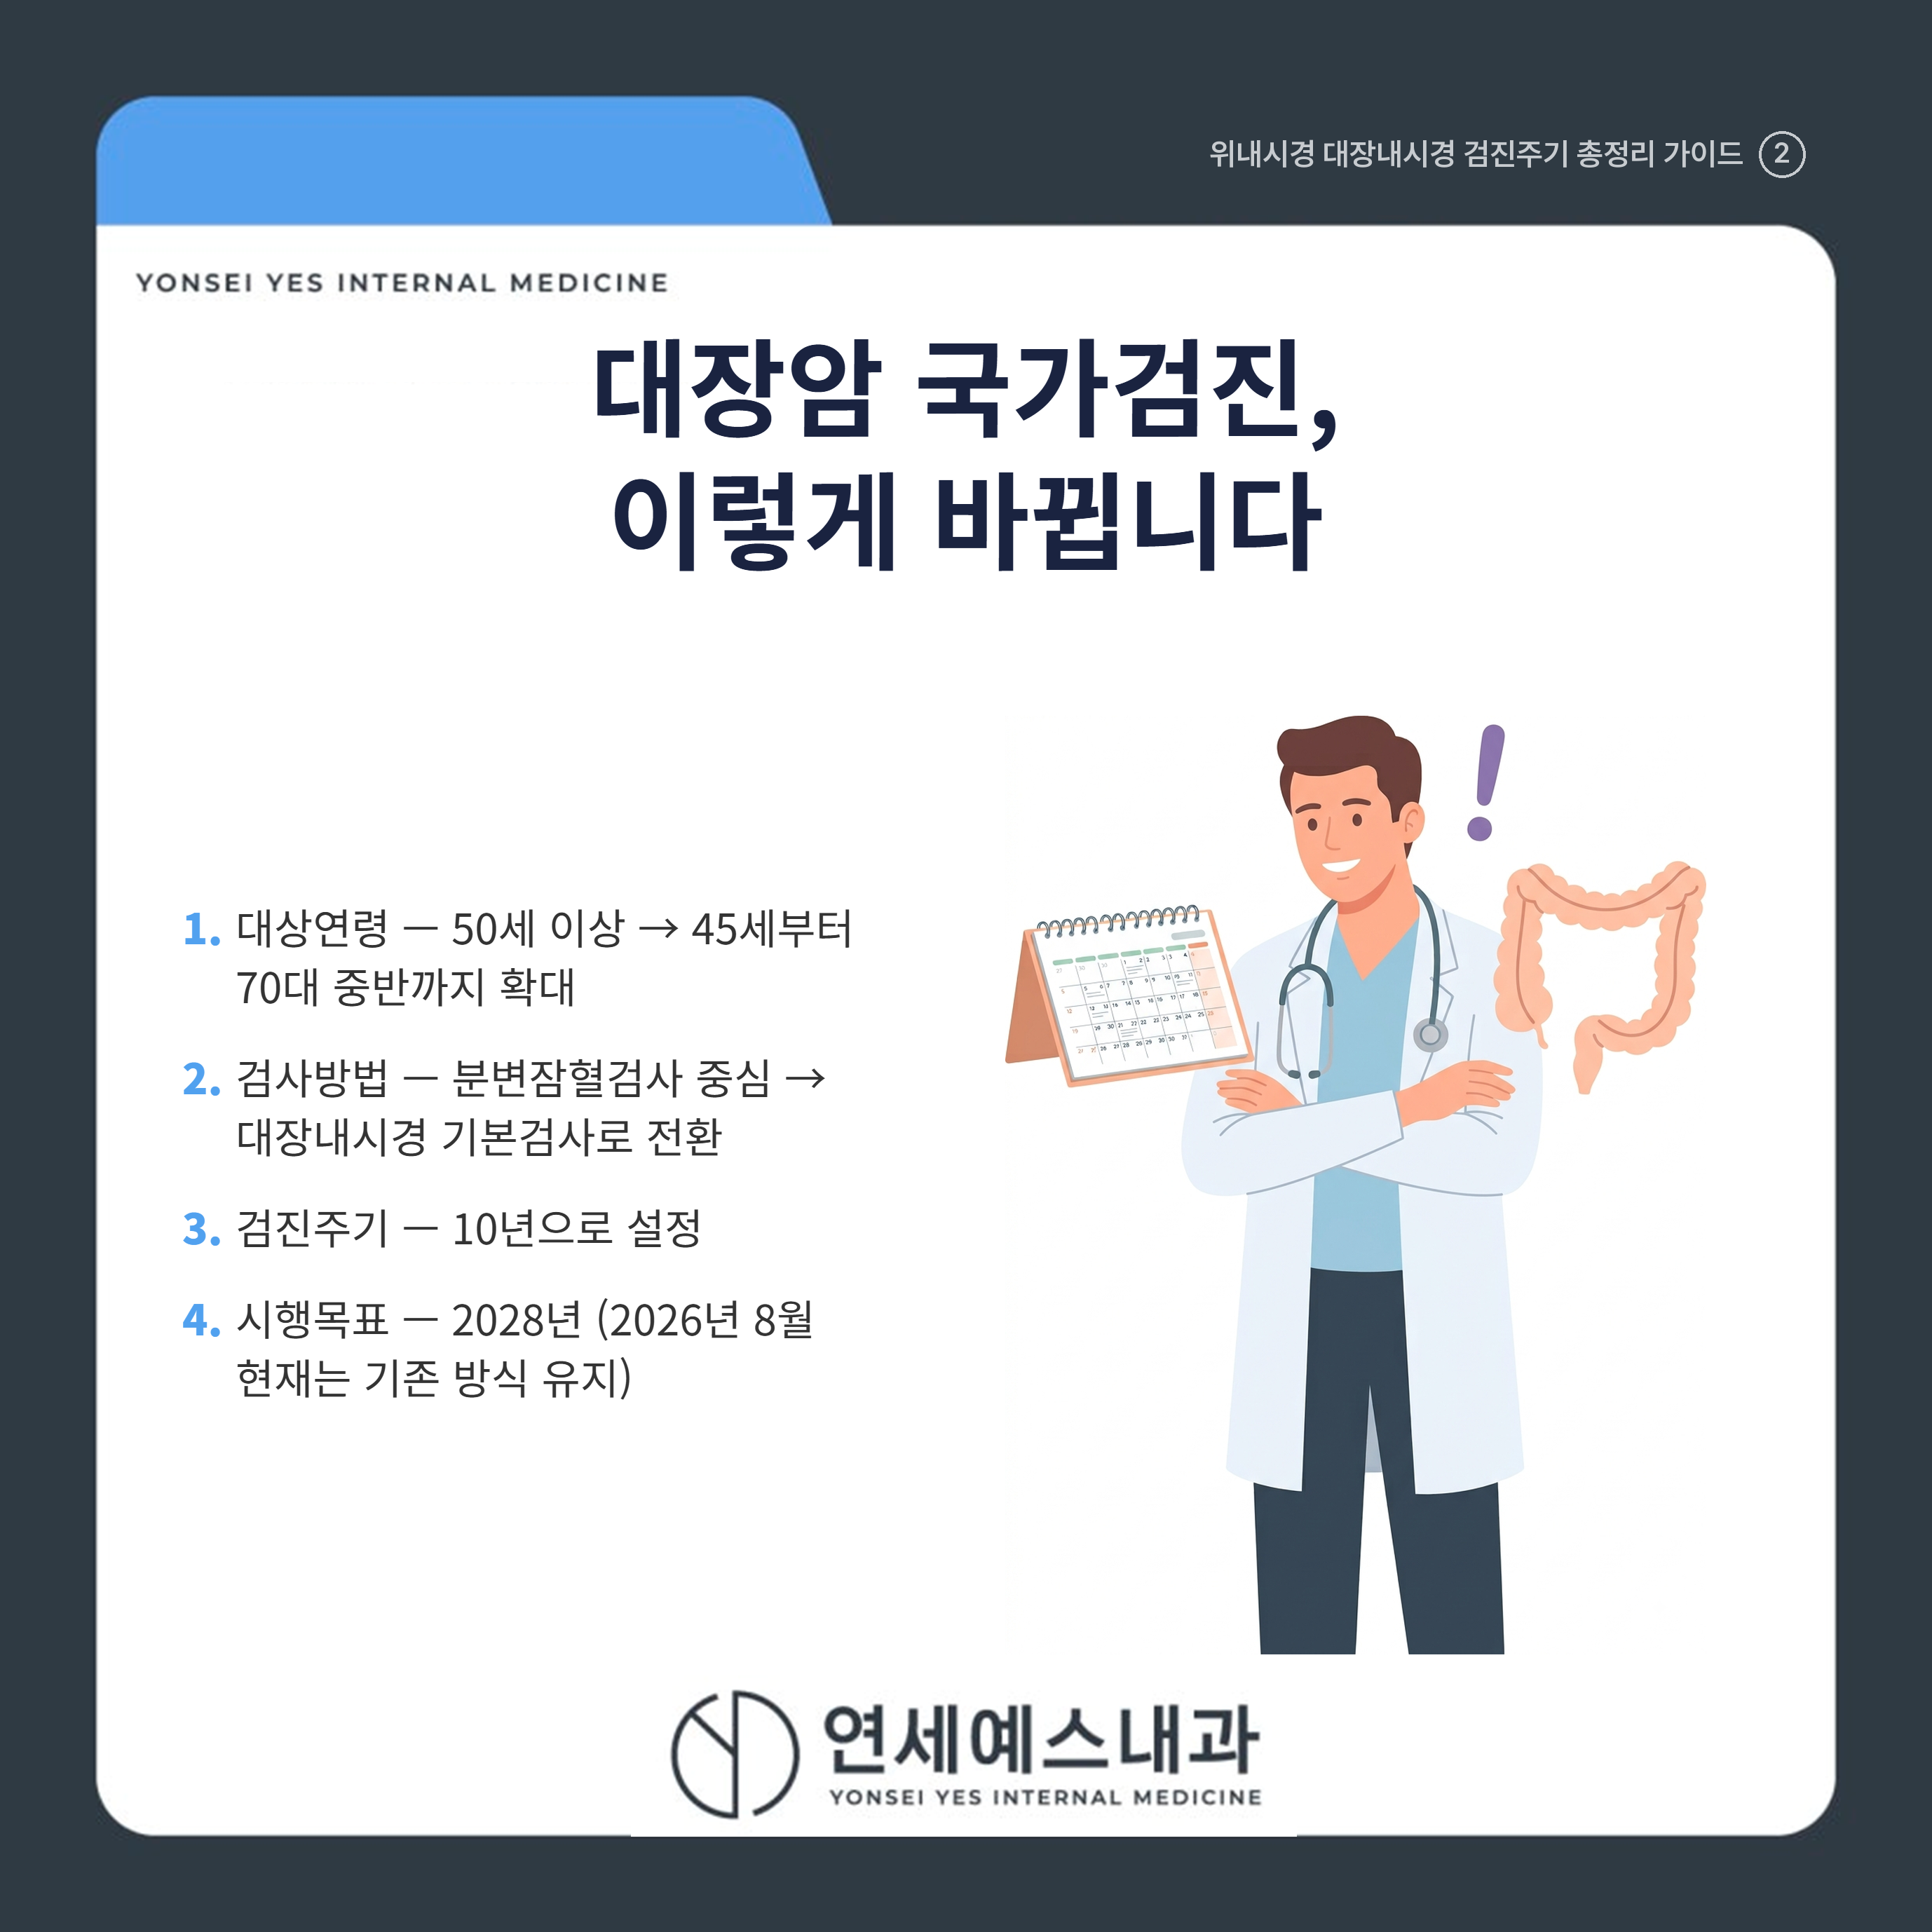 위내시경 대장내시경 검진주기 총정리 가이드 2
YONSEI YES INTERNAL MEDICINE
대장암 국가검진,
이렇게 바뀝니다
1. 대상연령 — 50세 이상 → 45세부터
70대 중반까지 확대
2. 검사방법 — 분변잠혈검사 중심 →
대장내시경 기본검사로 전환
3. 검진주기 — 10년으로 설정
4. 시행목표 — 2028년 (2026년 8월
현재는 기존 방식 유지)
연세예스내과
YONSEI YES INTERNAL MEDICINE